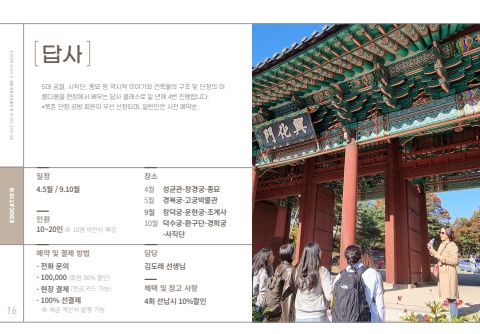 [답사]
5대 궁궐, 사직단, 종묘 등 역사적 이야기와 건축물의 구조 및 단청의 아
름다움을 현장에서 배우는 답사 클래스로 일 년에 4번 진행합니다.
*북촌 단청 공방 회원이 우선 선정되며, 일반인은 사전 예약순
興化門
EDUCATION
일정
4.5월 / 9.10월
인원
10~20인 ※ 10명 미만시 폐강
장소
4월 성균관·창경궁·종묘
5월 경복궁·고궁박물관
9월 창덕궁·운현궁·조계사
10월 덕수궁·환구단·경희궁
·사직단
예약 및 결제 방법
- 전화 문의
- 100,000 (회원 30% 할인)
- 현장 결제 (현금,카드 가능)
- 100% 선결제
※ 세금 계산서 발행 가능
담당
김도래 선생님
혜택 및 참고 사항
4회 선납시 10%할인
16